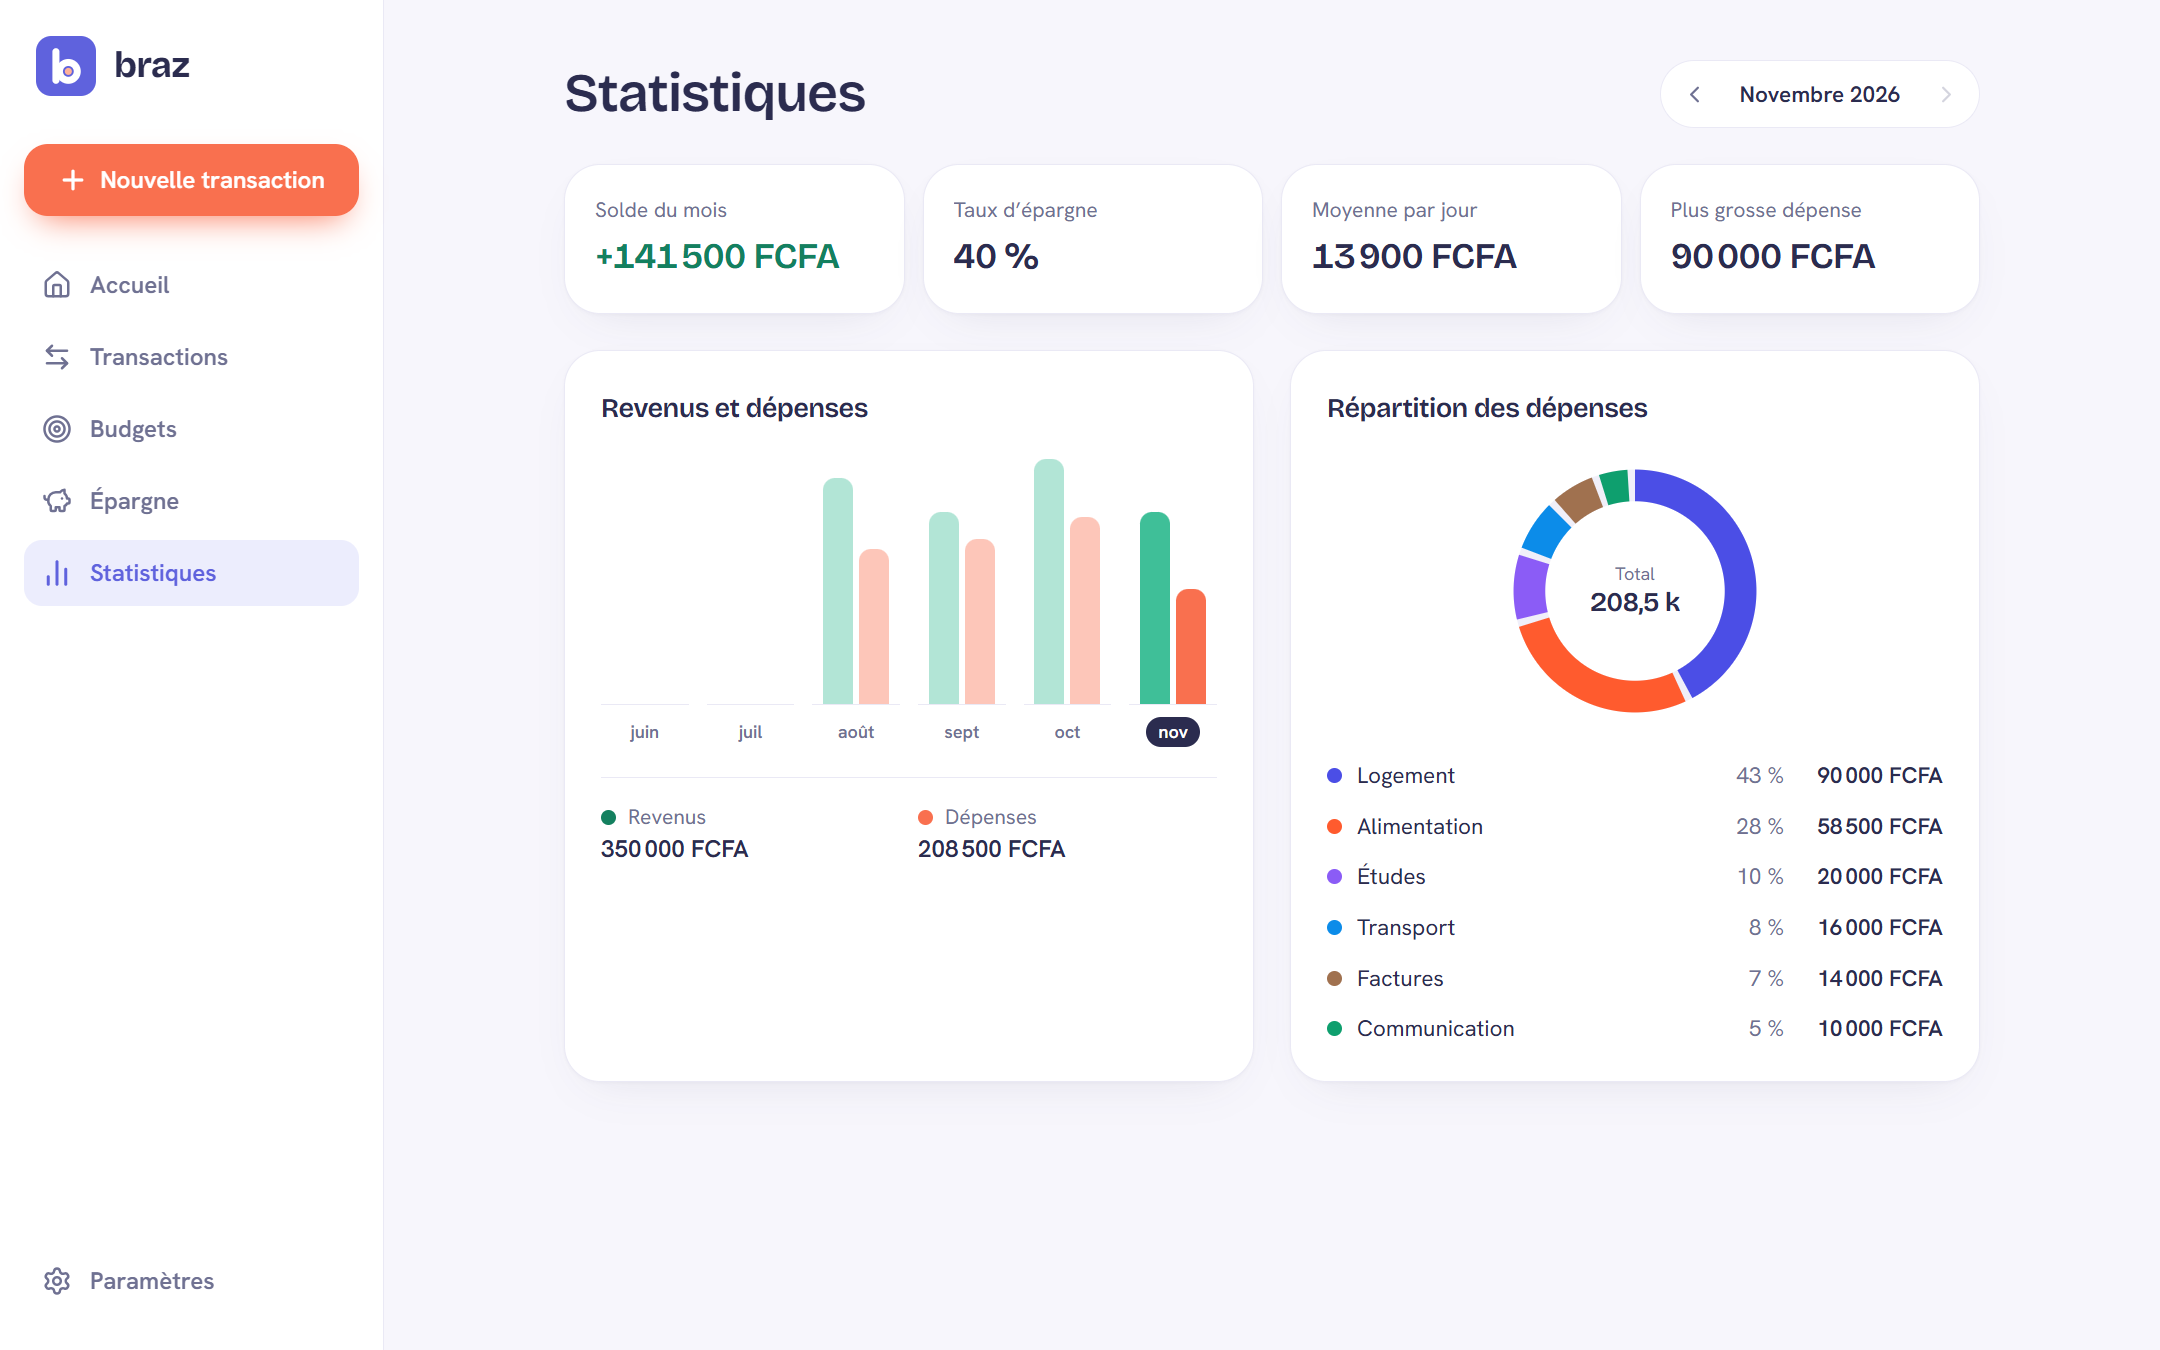 braz
Nouvelle transaction
Accueil
Transactions
Budgets
Épargne
Statistiques
Paramètres
Statistiques
Novembre 2026
Solde du mois
+141 500 FCFA
Taux d’épargne
40 %
Moyenne par jour
13 900 FCFA
Plus grosse dépense
90 000 FCFA
Revenus et dépenses
juin juil août sept oct nov
Revenus
350 000 FCFA
Dépenses
208 500 FCFA
Répartition des dépenses
Total
208,5 k
Logement 43 % 90 000 FCFA
Alimentation 28 % 58 500 FCFA
Études 10 % 20 000 FCFA
Transport 8 % 16 000 FCFA
Factures 7 % 14 000 FCFA
Communication 5 % 10 000 FCFA